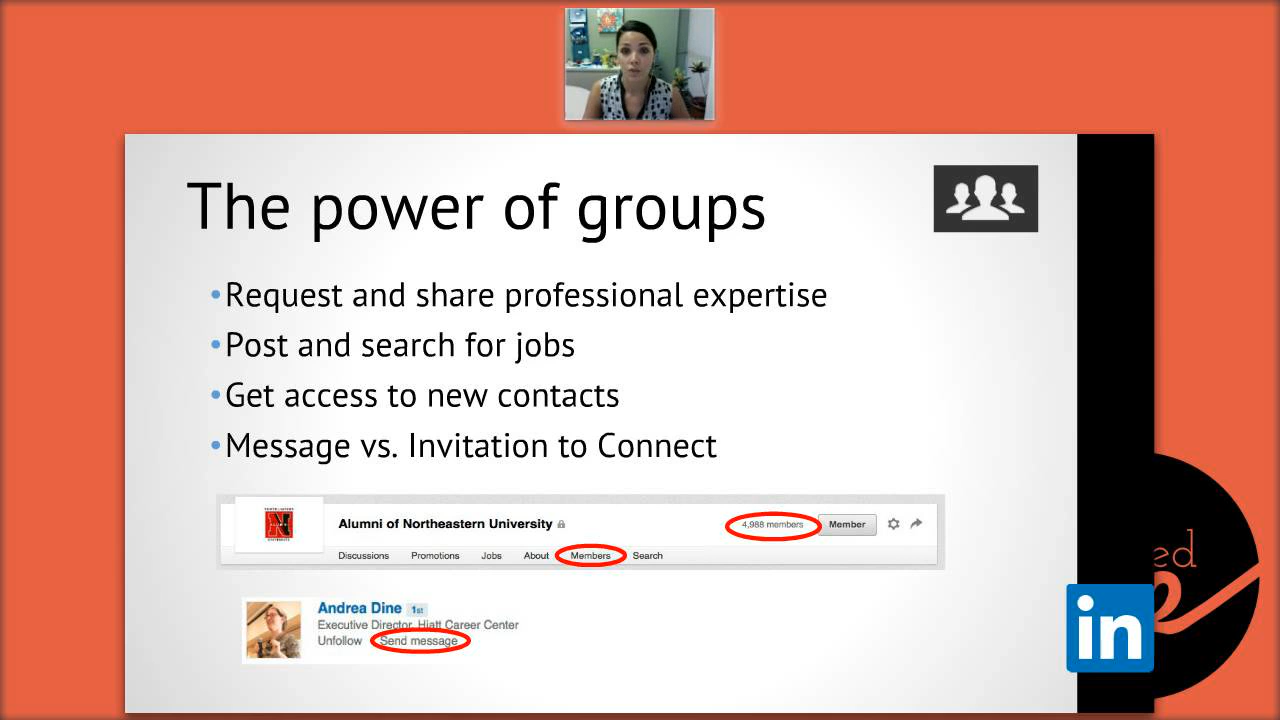 The power of groups
•Request and share professional expertise
•Post and search for jobs
•Get access to new contacts
•Message vs. Invitation to Connect
N
ALUMNI
Alumni of Northeastern University
4,988 members
Member
Discussions Promotions Jobs About Members Search
Andrea Dine 1st
Executive Director, Hiatt Career Center
Unfollow Send message
ed
in